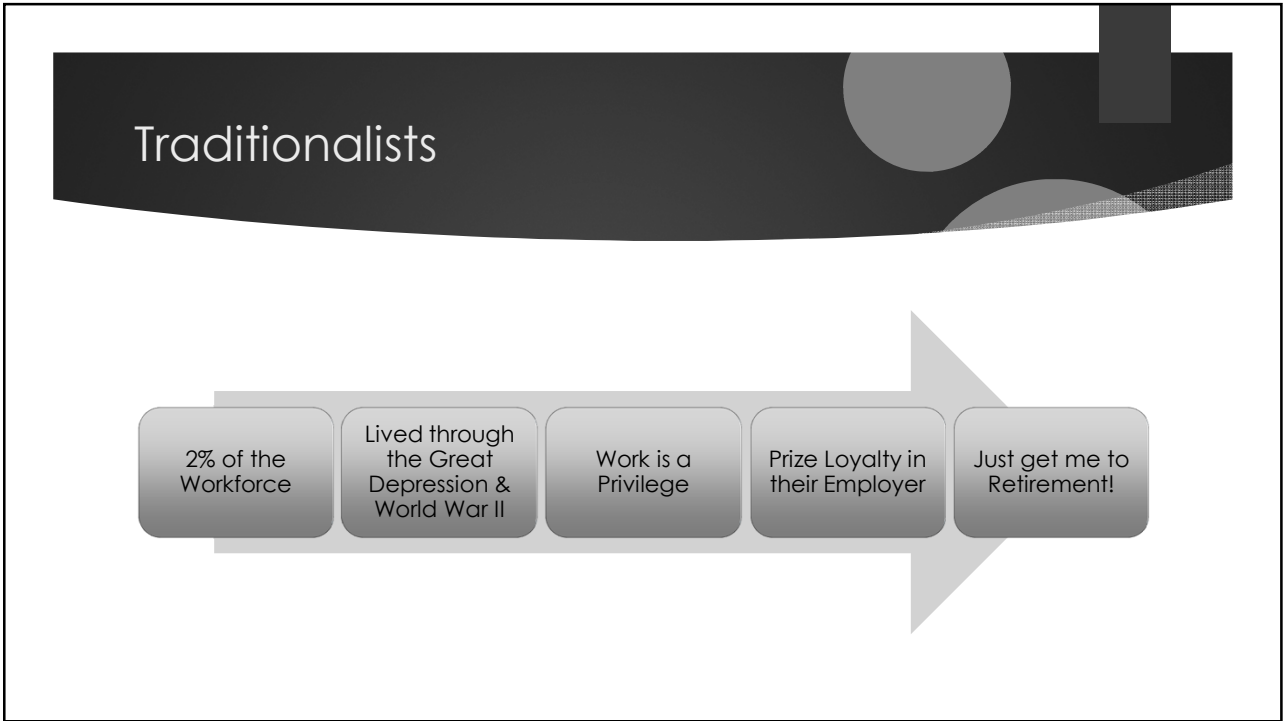 Traditionalists
2% of the
Workforce
Lived through
the Great
Depression &
World War II
Work is a
Privilege
Prize Loyalty in
their Employer
Just get me to
Retirement!